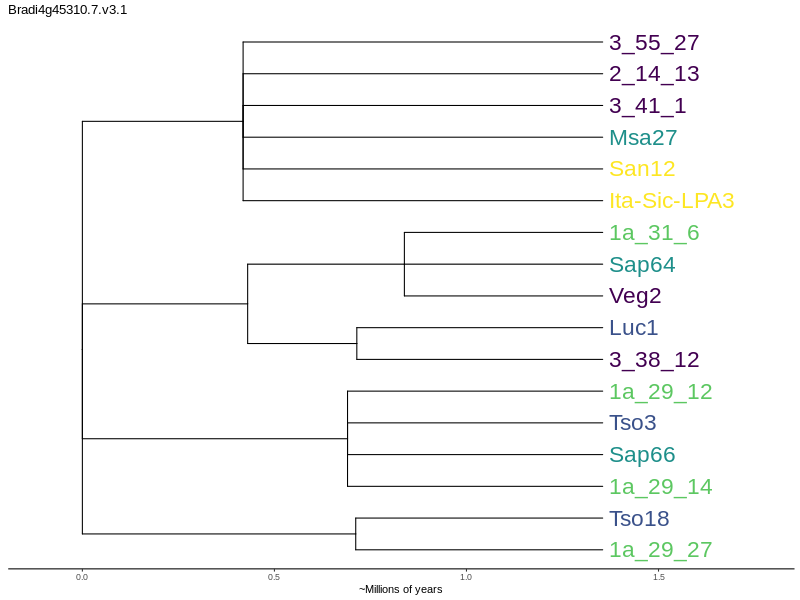 Bradi4g45310.7.v3.1
3_55_27
2_14_13
3_41_1
Msa27
San12
Ita-Sic-LPA3
1a_31_6
Sap64
Veg2
Luc1
3_38_12
1a_29_12
Tso3
Sap66
1a_29_14
Tso18
1a_29_27
0.0 0.5 1.0 1.5
~Millions of years